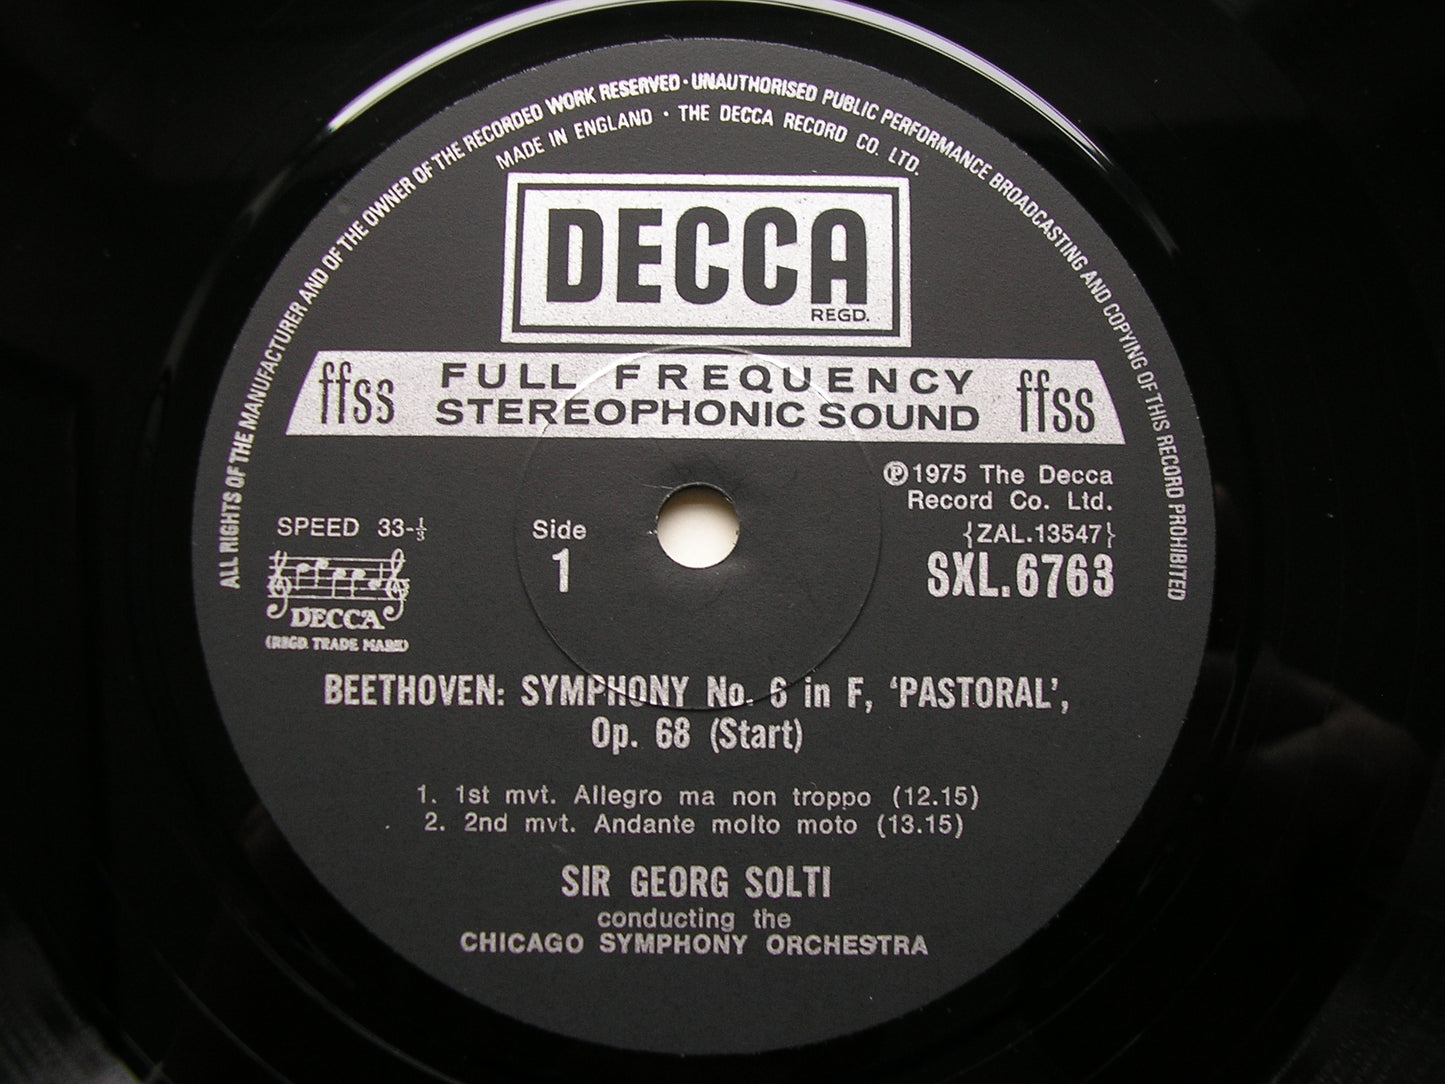 ALL RIGHTS OF THE MANUFACTURER AND OF THE OWNER OF THE RECORDED WORK RESERVED · UNAUTHORISED PUBLIC PERFORMANCE BROADCASTING AND COPYING OF THIS RECORD PROHIBITED
MADE IN ENGLAND · THE DECCA RECORD CO. LTD.
DECCA
REGD.
ffss FULL FREQUENCY STEREOPHONIC SOUND ffss
℗ 1975 The Decca
Record Co. Ltd.
SPEED 33-⅓
Side
1
{ZAL.13547}
SXL.6763
DECCA
(REGD. TRADE MARK)
BEETHOVEN: SYMPHONY No. 6 in F, ‘PASTORAL’,
Op. 68 (Start)
1. 1st mvt. Allegro ma non troppo (12.15)
2. 2nd mvt. Andante molto moto (13.15)
SIR GEORG SOLTI
conducting the
CHICAGO SYMPHONY ORCHESTRA